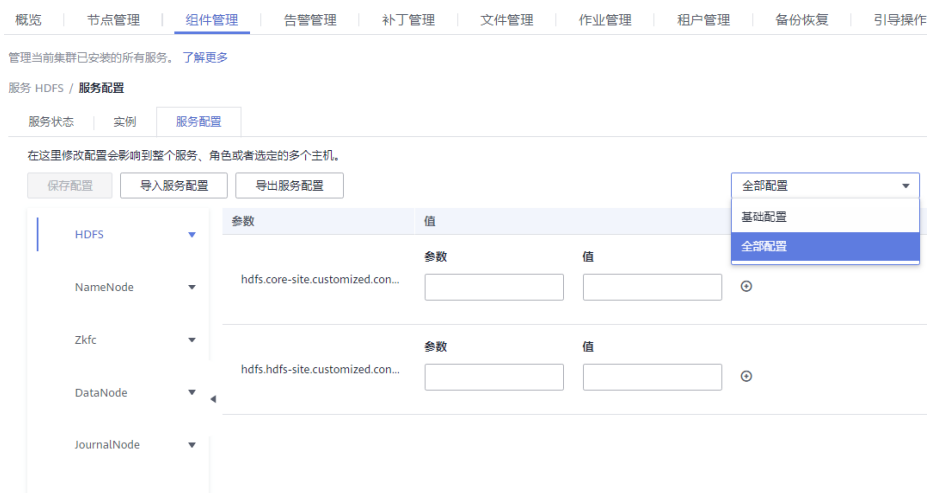 概览 节点管理 组件管理 告警管理 补丁管理 文件管理 作业管理 租户管理 备份恢复 引导操作
管理当前集群已安装的所有服务。 了解更多
服务 HDFS / 服务配置
服务状态 实例 服务配置
在这里修改配置会影响到整个服务、角色或者选定的多个主机。
保存配置 导入服务配置 导出服务配置 全部配置
基础配置
全部配置
参数 值
HDFS
参数 值
hdfs.core-site.customized.con...
NameNode
Zkfc
参数 值
hdfs.hdfs-site.customized.con...
DataNode
JournalNode